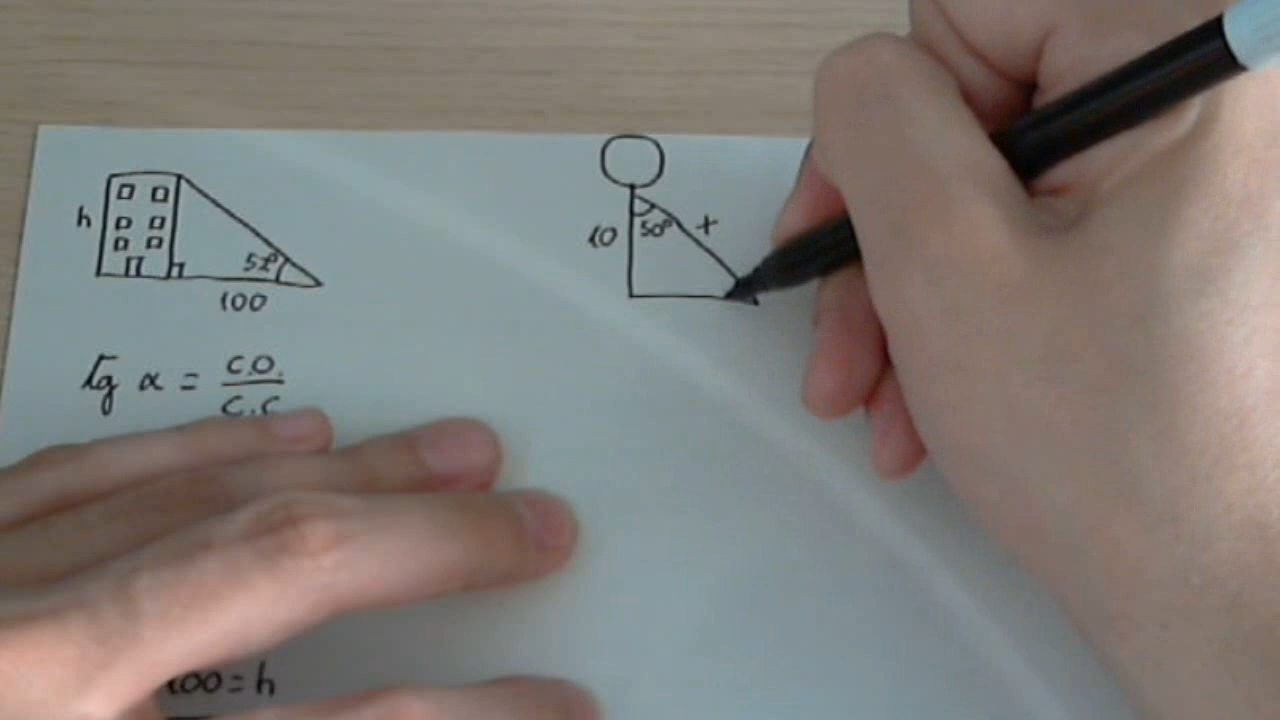 h
52°
100
10
50°
x
tg α = C.O.
C.C
100 = h